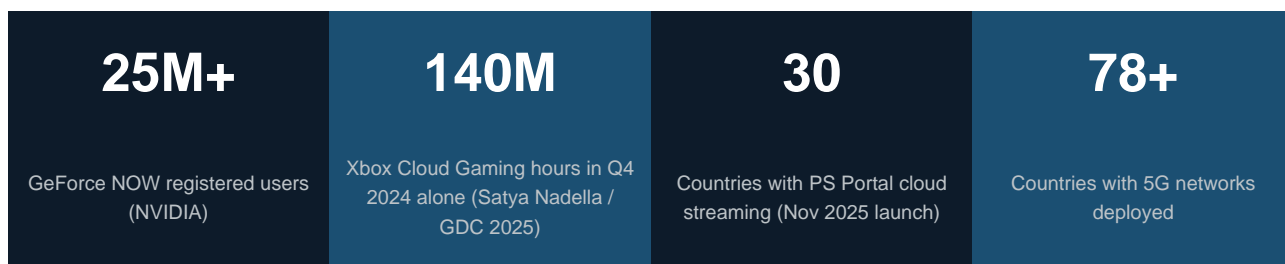 25M+
GeForce NOW registered users
(NVIDIA)
140M
Xbox Cloud Gaming hours in Q4
2024 alone (Satya Nadella /
GDC 2025)
30
Countries with PS Portal cloud
streaming (Nov 2025 launch)
78+
Countries with 5G networks
deployed